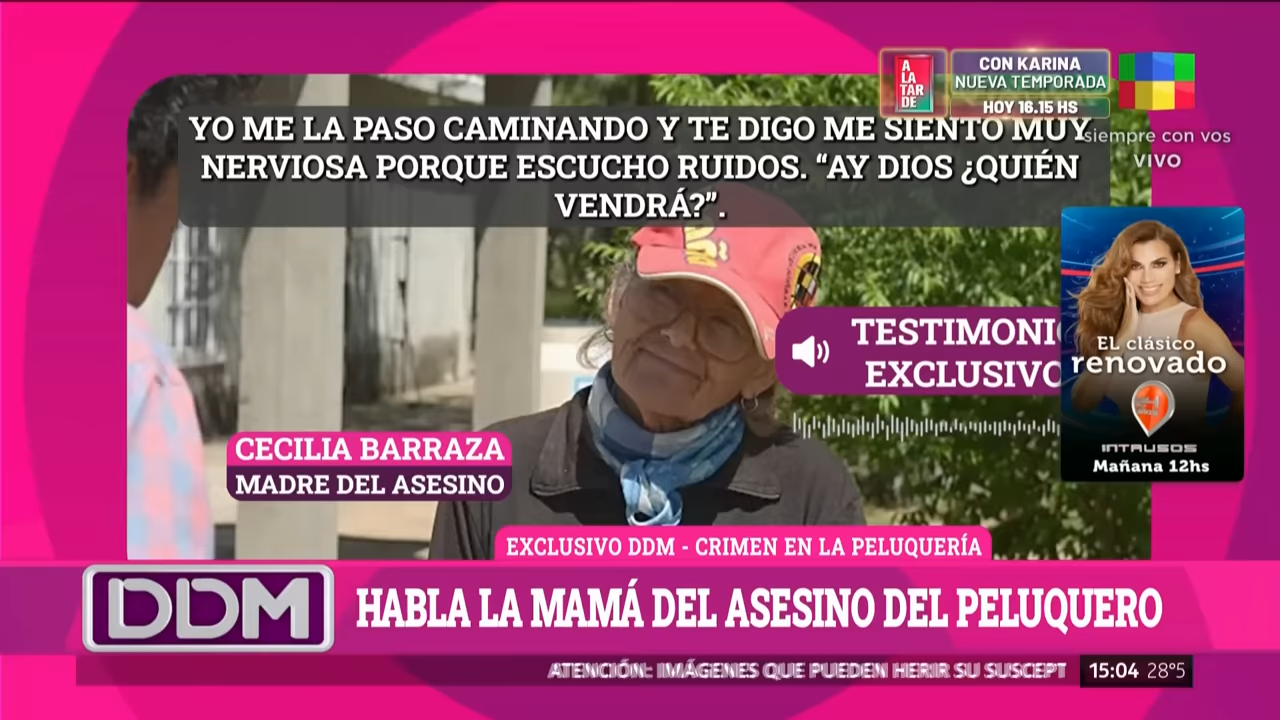 A
LA
TAR
DE
CON KARINA
NUEVA TEMPORADA
HOY 16.15 HS
siempre con vos
VIVO
YO ME LA PASO CAMINANDO Y TE DIGO ME SIENTO MUY
NERVIOSA PORQUE ESCUCHO RUIDOS. “AY DIOS ¿QUIÉN
VENDRÁ?”.
TESTIMONIO
EXCLUSIVO
EL clásico
renovado
INTRUSOS
Mañana 12hs
CECILIA BARRAZA
MADRE DEL ASESINO
EXCLUSIVO DDM - CRIMEN EN LA PELUQUERÍA
DDM
HABLA LA MAMÁ DEL ASESINO DEL PELUQUERO
ATENCIÓN: IMÁGENES QUE PUEDEN HERIR SU SUSCEPT
15:04 28°5